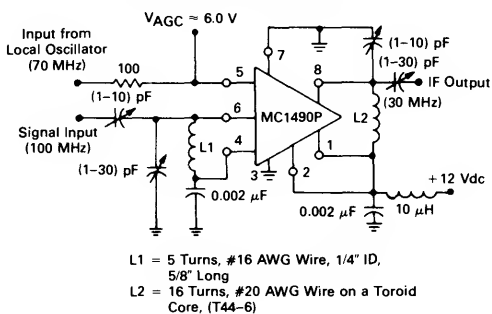 VAGC ≈ 6.0 V
Input from
Local Oscillator
(70 MHz)
100
5
7
(1–10) pF
(1–30) pF
8
IF Output
(30 MHz)
(1–10) pF
6
MC1490P
L2
Signal Input
(100 MHz)
L1
4
(1–30) pF
3
2
1
+ 12 Vdc
0.002 µF
0.002 µF
10 µH
L1 = 5 Turns, #16 AWG Wire, 1/4" ID,
5/8" Long
L2 = 16 Turns, #20 AWG Wire on a Toroid
Core, (T44–6)